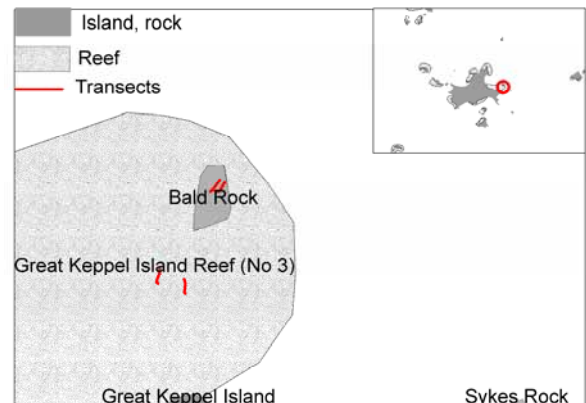 Island, rock
Reef
Transects
Bald Rock
Great Keppel Island Reef (No 3)
Great Keppel Island
Sykes Rock